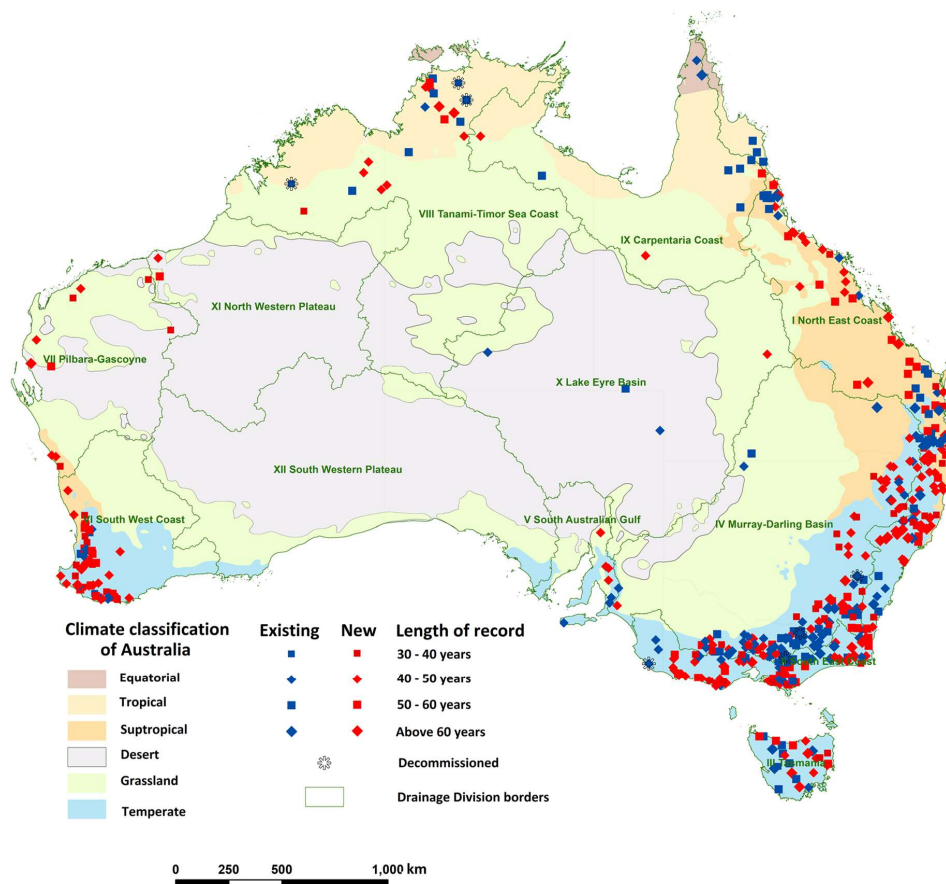 VIII Tanami-Timor Sea Coast
IX Carpentaria Coast
XI North Western Plateau
I North East Coast
VII Pilbara-Gascoyne
X Lake Eyre Basin
XII South Western Plateau
I South West Coast
V South Australian Gulf
IV Murray-Darling Basin
East Coast
III Tasmania
Climate classification
of Australia
Equatorial
Tropical
Suptropical
Desert
Grassland
Temperate
Existing New Length of record
30 - 40 years
40 - 50 years
50 - 60 years
Above 60 years
Decommissioned
Drainage Division borders
0 250 500 1,000 km